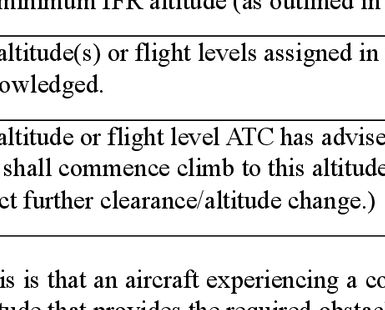 minimum IFR altitude (as outlined in
altitude(s) or flight levels assigned in
owledged.
altitude or flight level ATC has advise
shall commence climb to this altitude
ct further clearance/altitude change.)
is is that an aircraft experiencing a co
tude that provides the required obstac